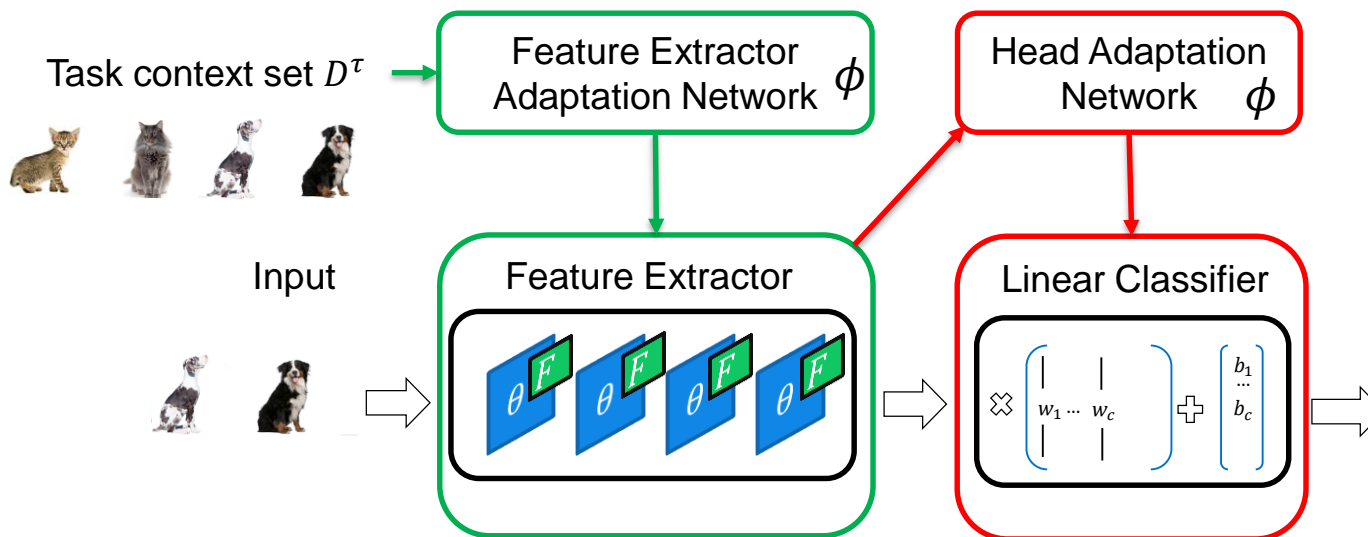 Task context set D^τ
Feature Extractor
Adaptation Network ϕ
Head Adaptation
Network ϕ
Input
Feature Extractor
θ F θ F θ F θ F
Linear Classifier
w_1 ... w_c
b_1
...
b_c